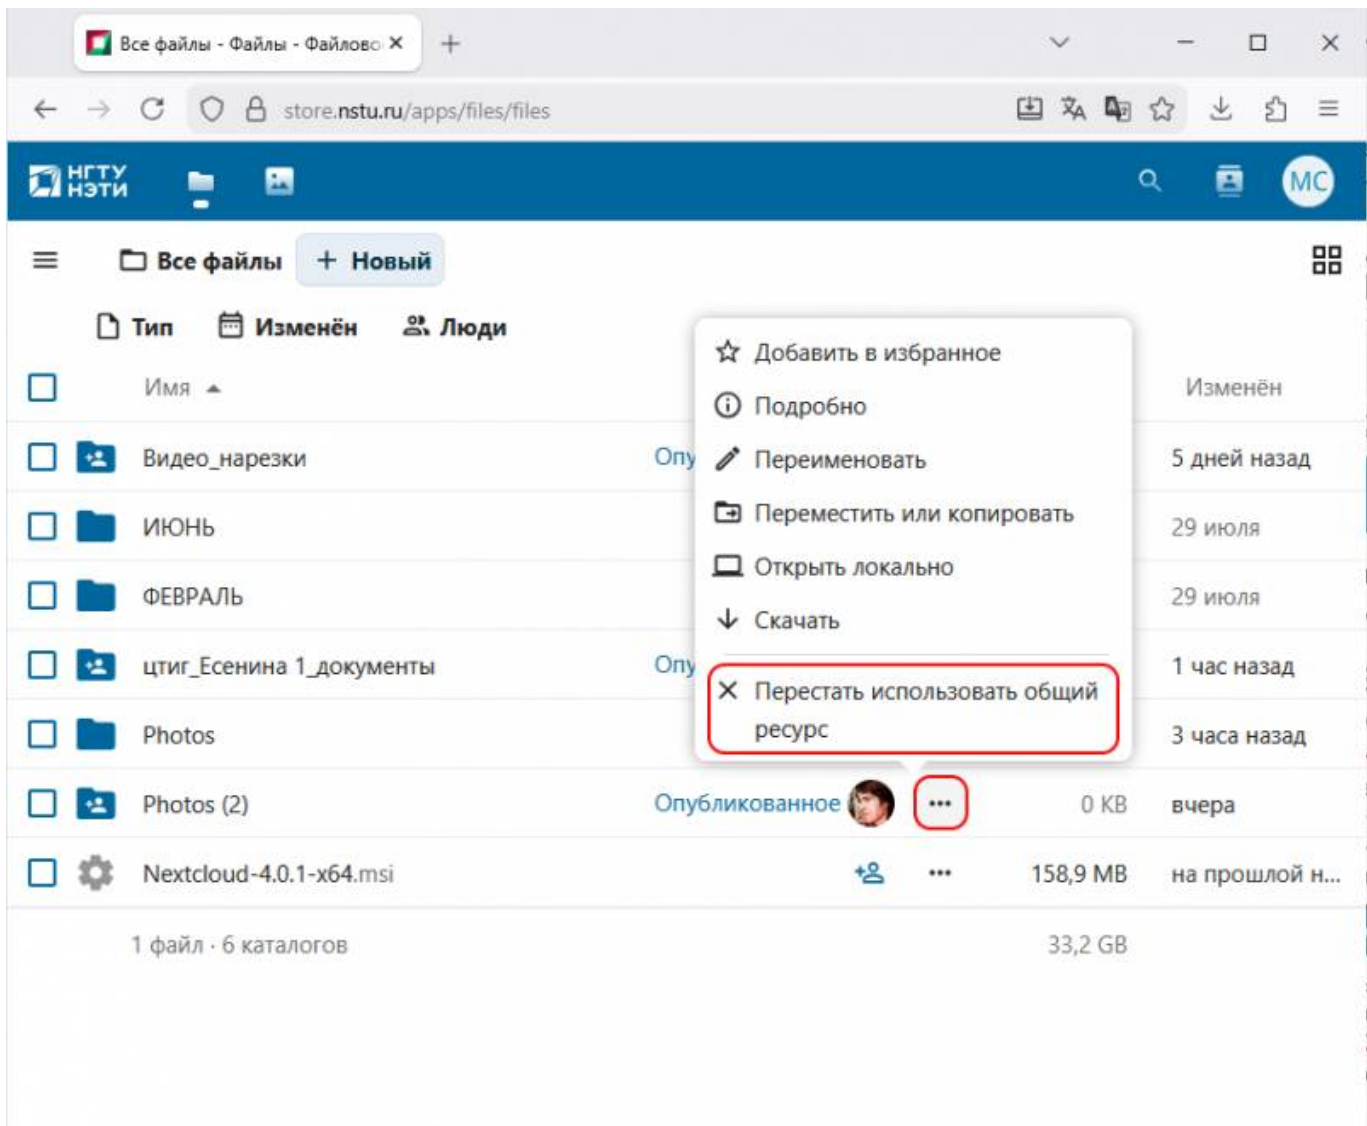 Все файлы - Файлы - Файлово
store.nstu.ru/apps/files/files
НГТУ
НЭТИ
МС
Все файлы
+ Новый
Тип
Изменён
Люди
Имя
Изменён
Добавить в избранное
Подробно
Переименовать
Переместить или копировать
Открыть локально
Скачать
Перестать использовать общий
ресурс
Видео_нарезки
Опу
5 дней назад
ИЮНЬ
29 июля
ФЕВРАЛЬ
29 июля
цтиг_Есенина 1_документы
Опу
1 час назад
Photos
3 часа назад
Photos (2)
Опубликованное
0 KB
вчера
Nextcloud-4.0.1-x64.msi
158,9 MB
на прошлой н...
1 файл · 6 каталогов
33,2 GB